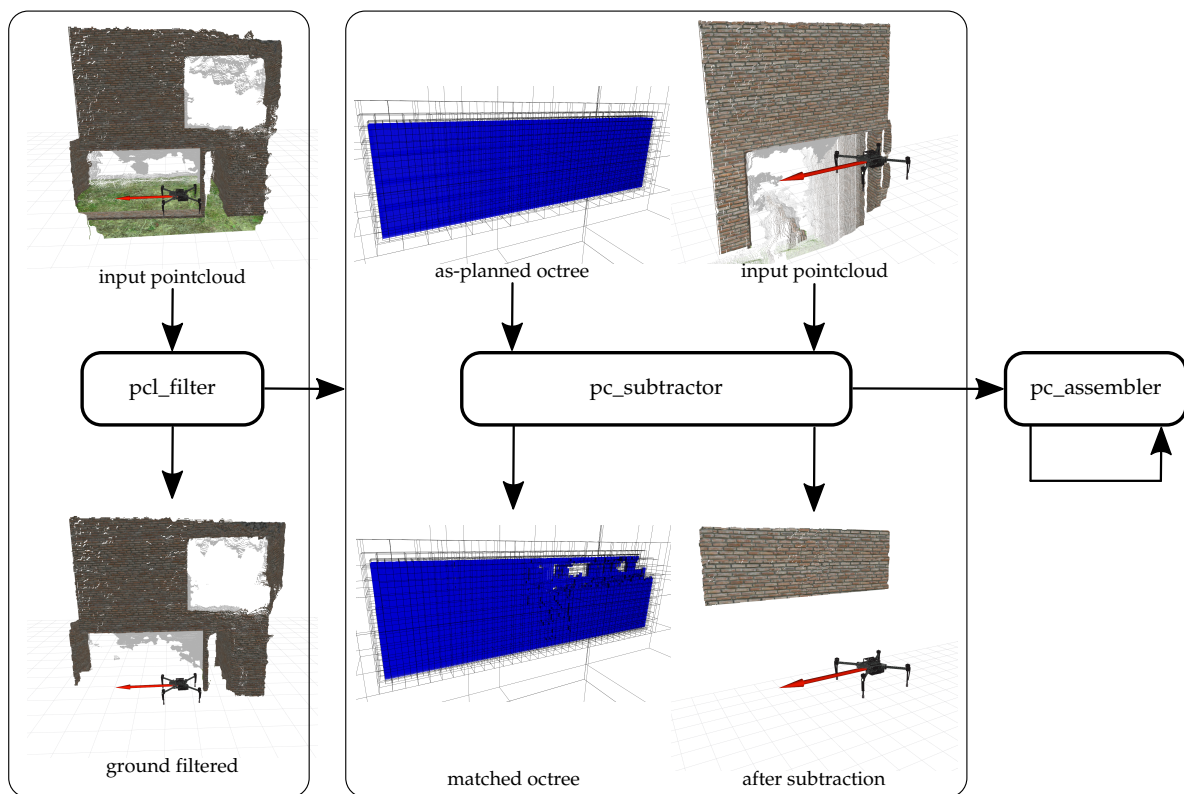 input pointcloud
pcl_filter
ground filtered
as-planned octree
input pointcloud
pc_subtractor
matched octree
after subtraction
pc_assembler